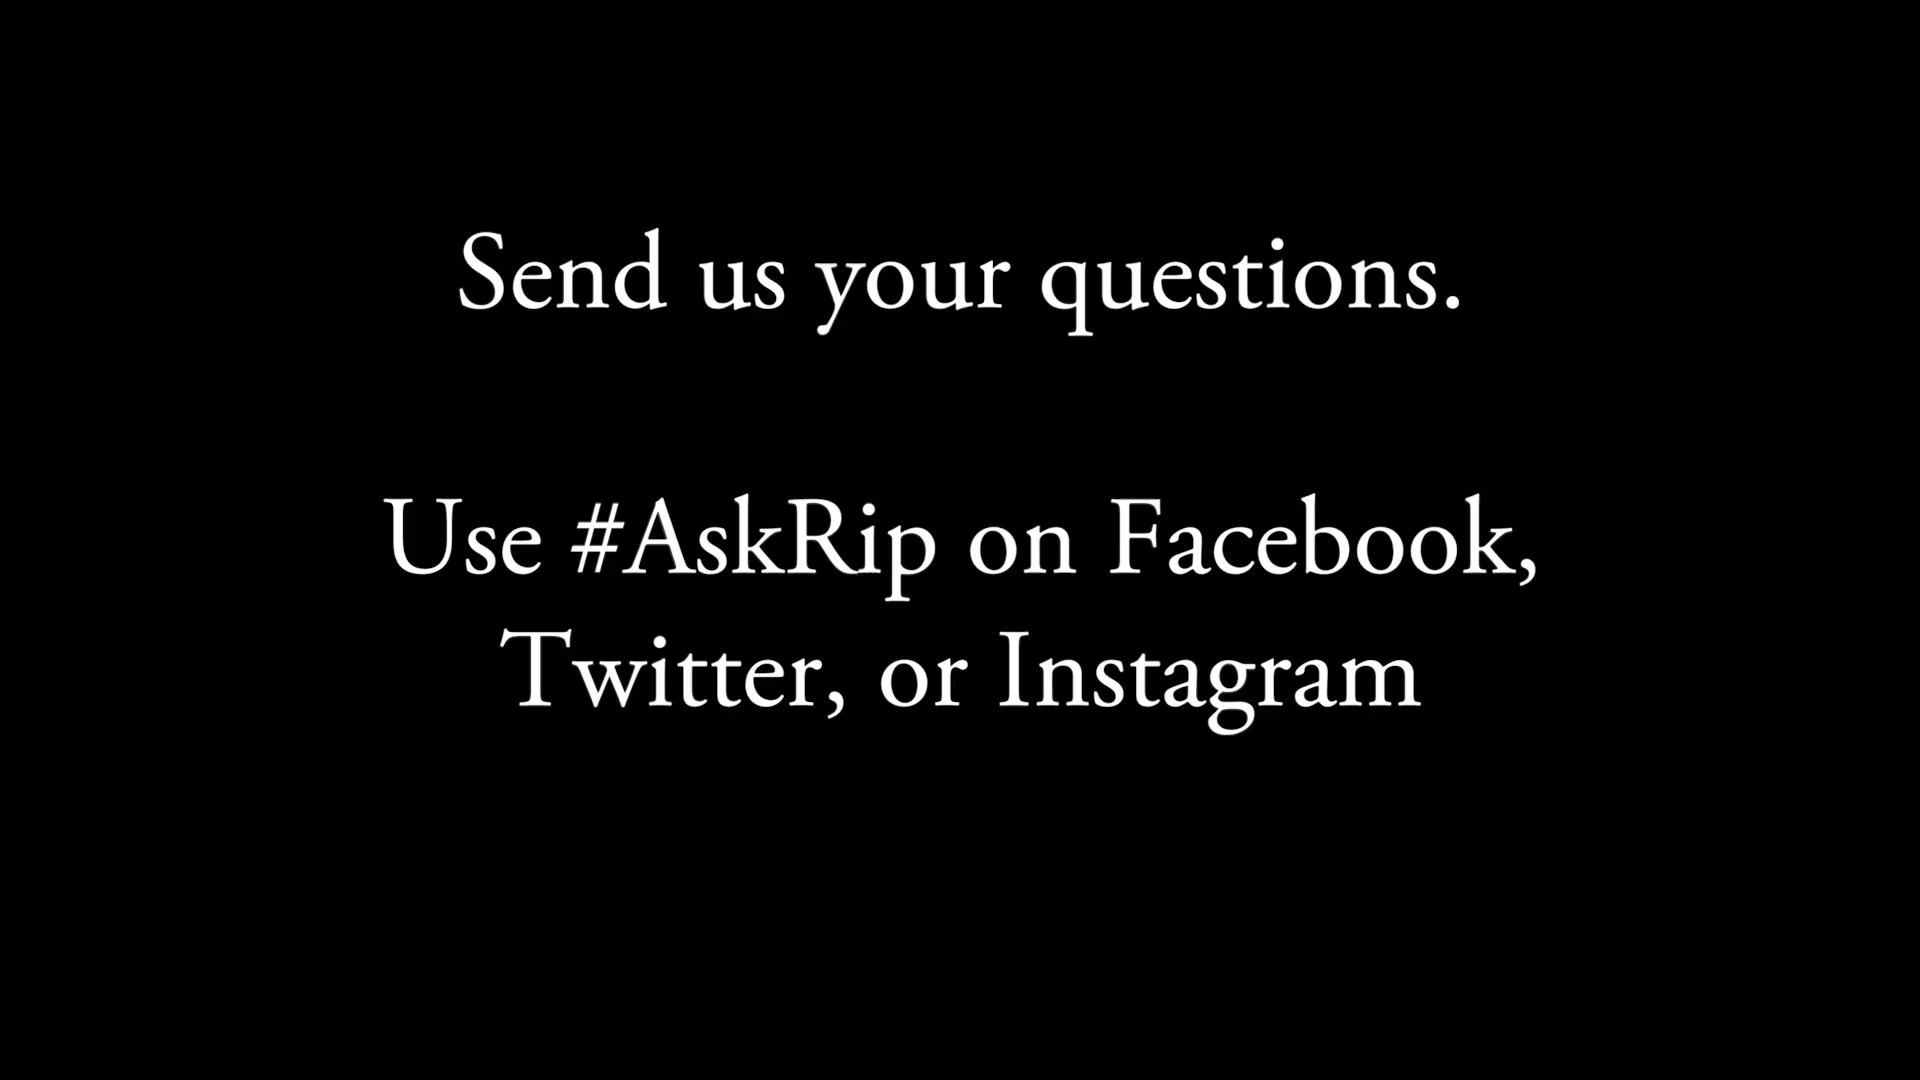 Send us your questions.
Use #AskRip on Facebook,
Twitter, or Instagram